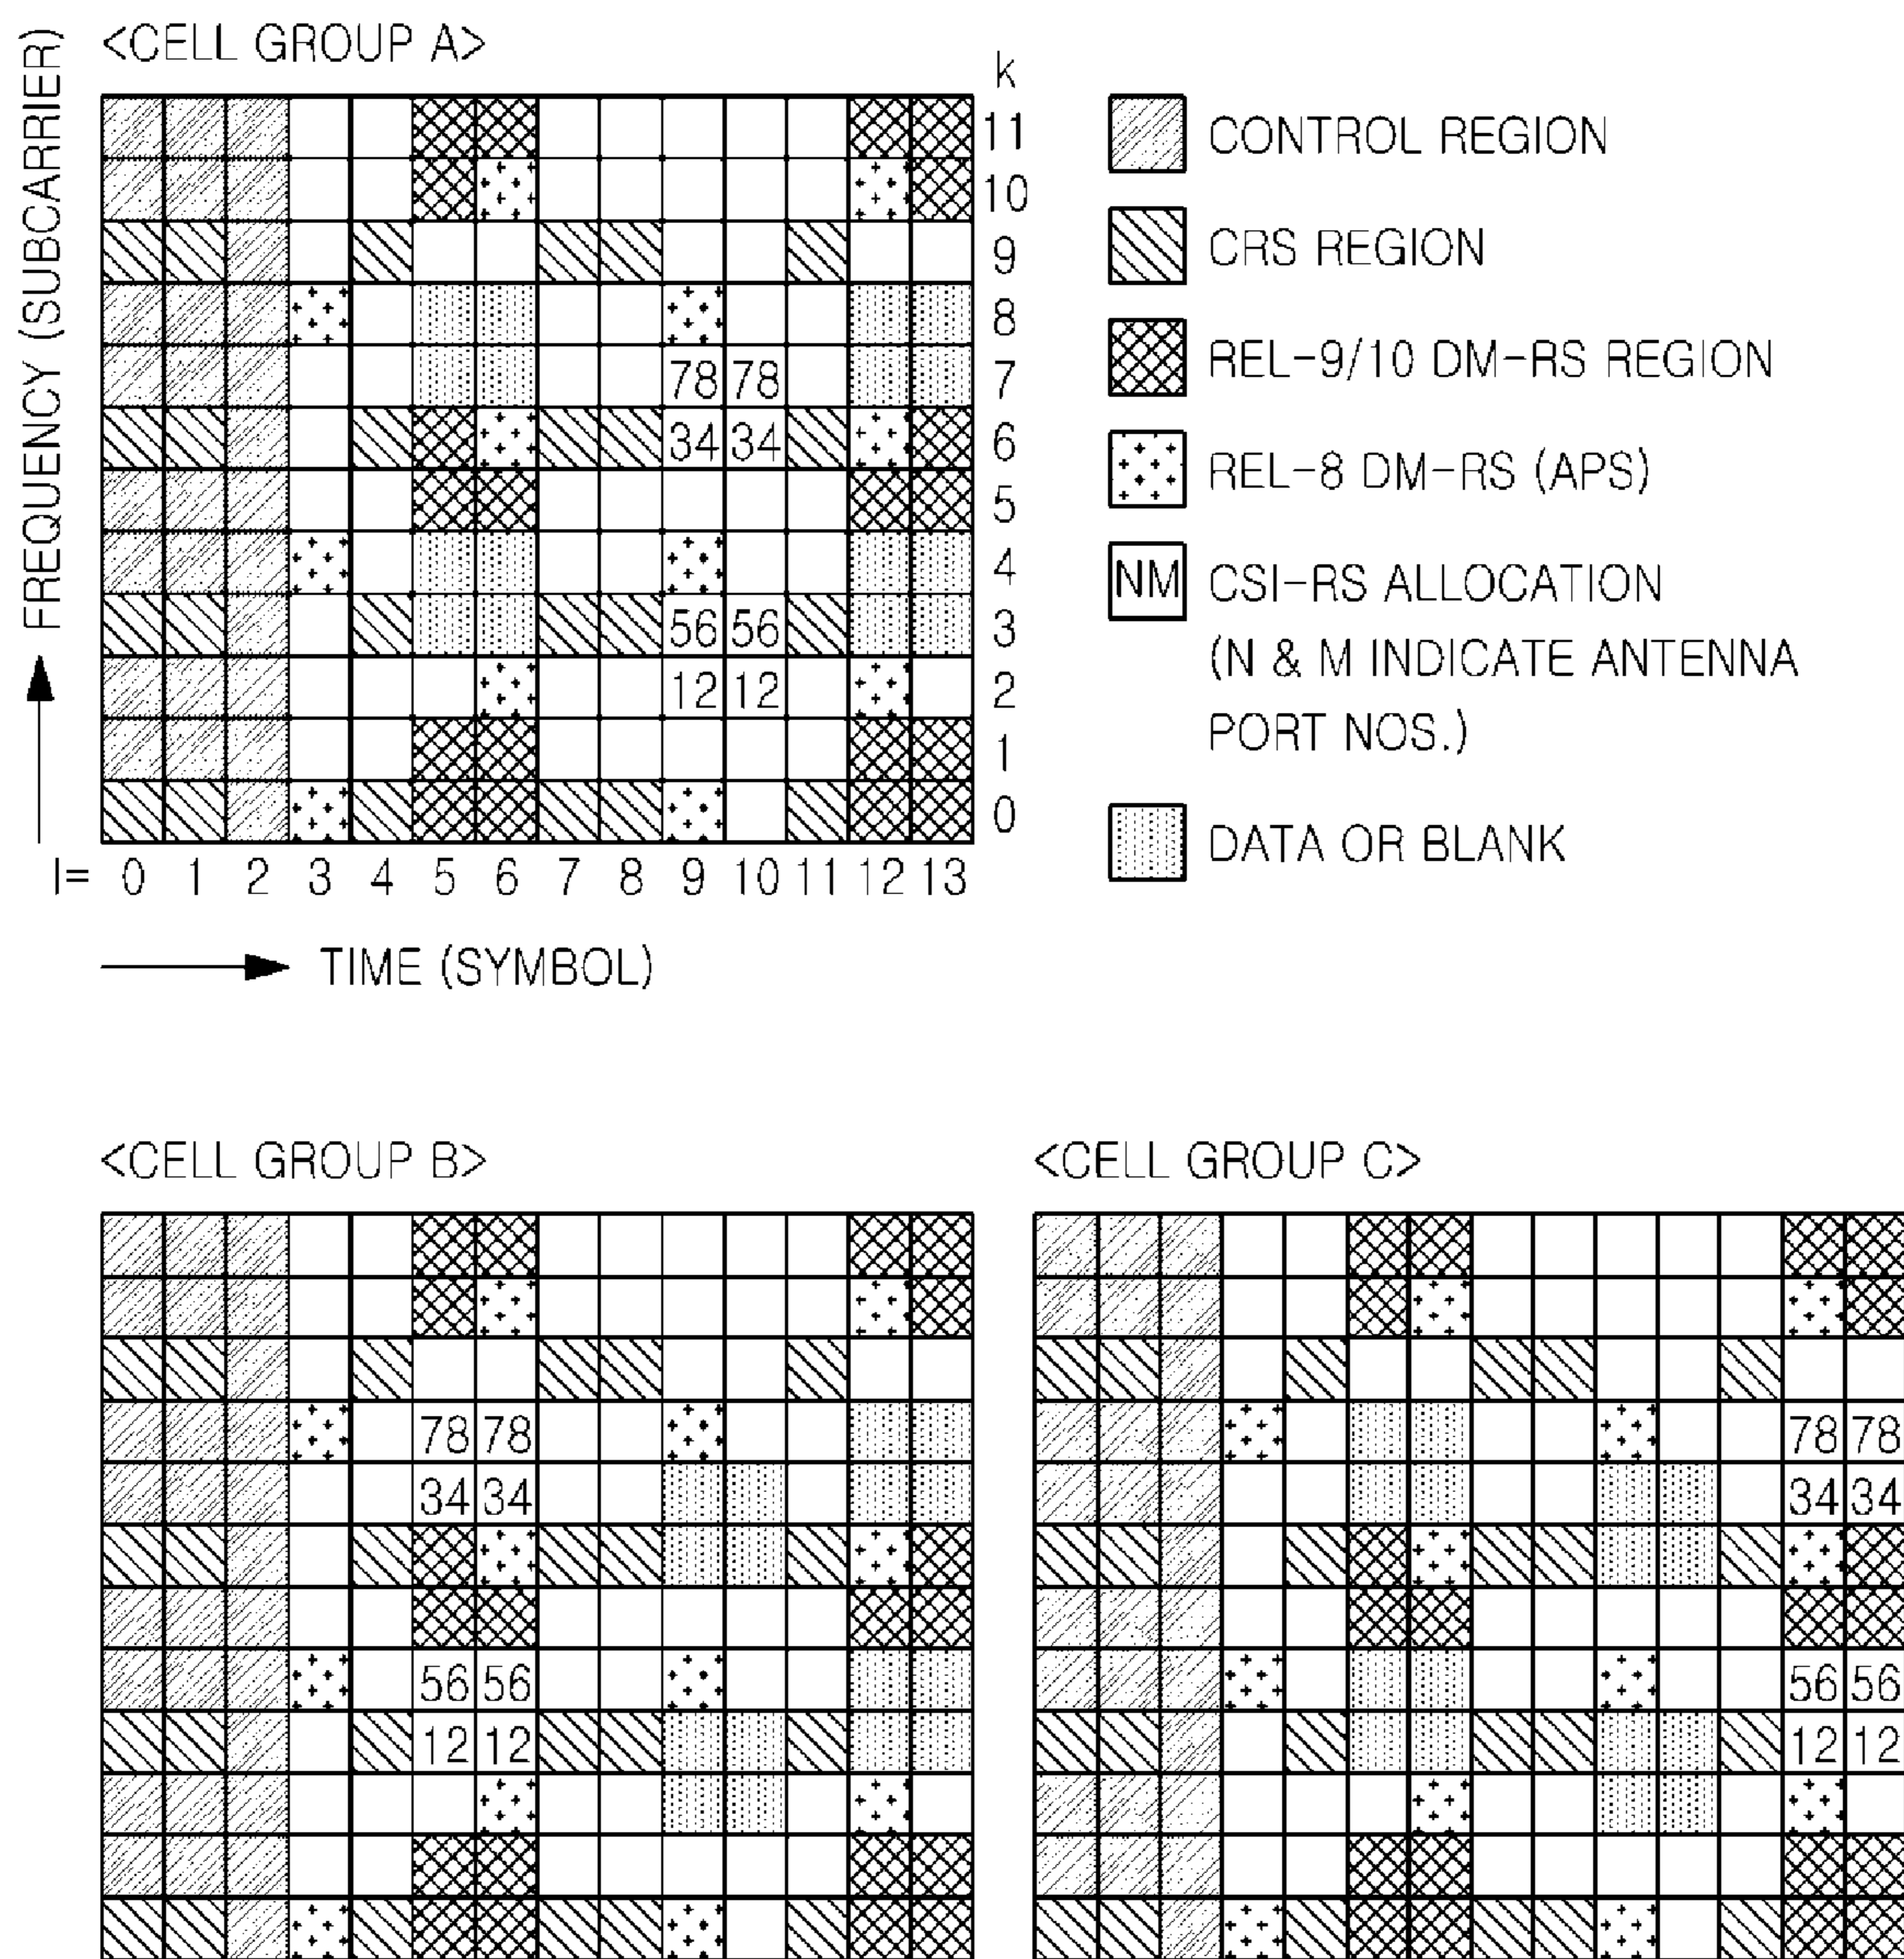 <CELL GROUP A>
k
11
10
9
8
78 78 7
34 34 6
5
4
56 56 3
12 12 2
1
0
l= 0 1 2 3 4 5 6 7 8 9 10 11 12 13
FREQUENCY (SUBCARRIER)
TIME (SYMBOL)
CONTROL REGION
CRS REGION
REL-9/10 DM-RS REGION
REL-8 DM-RS (APS)
NM CSI-RS ALLOCATION
(N & M INDICATE ANTENNA
PORT NOS.)
DATA OR BLANK
<CELL GROUP B>
78 78
34 34
56 56
12 12
<CELL GROUP C>
78 78
34 34
56 56
12 12